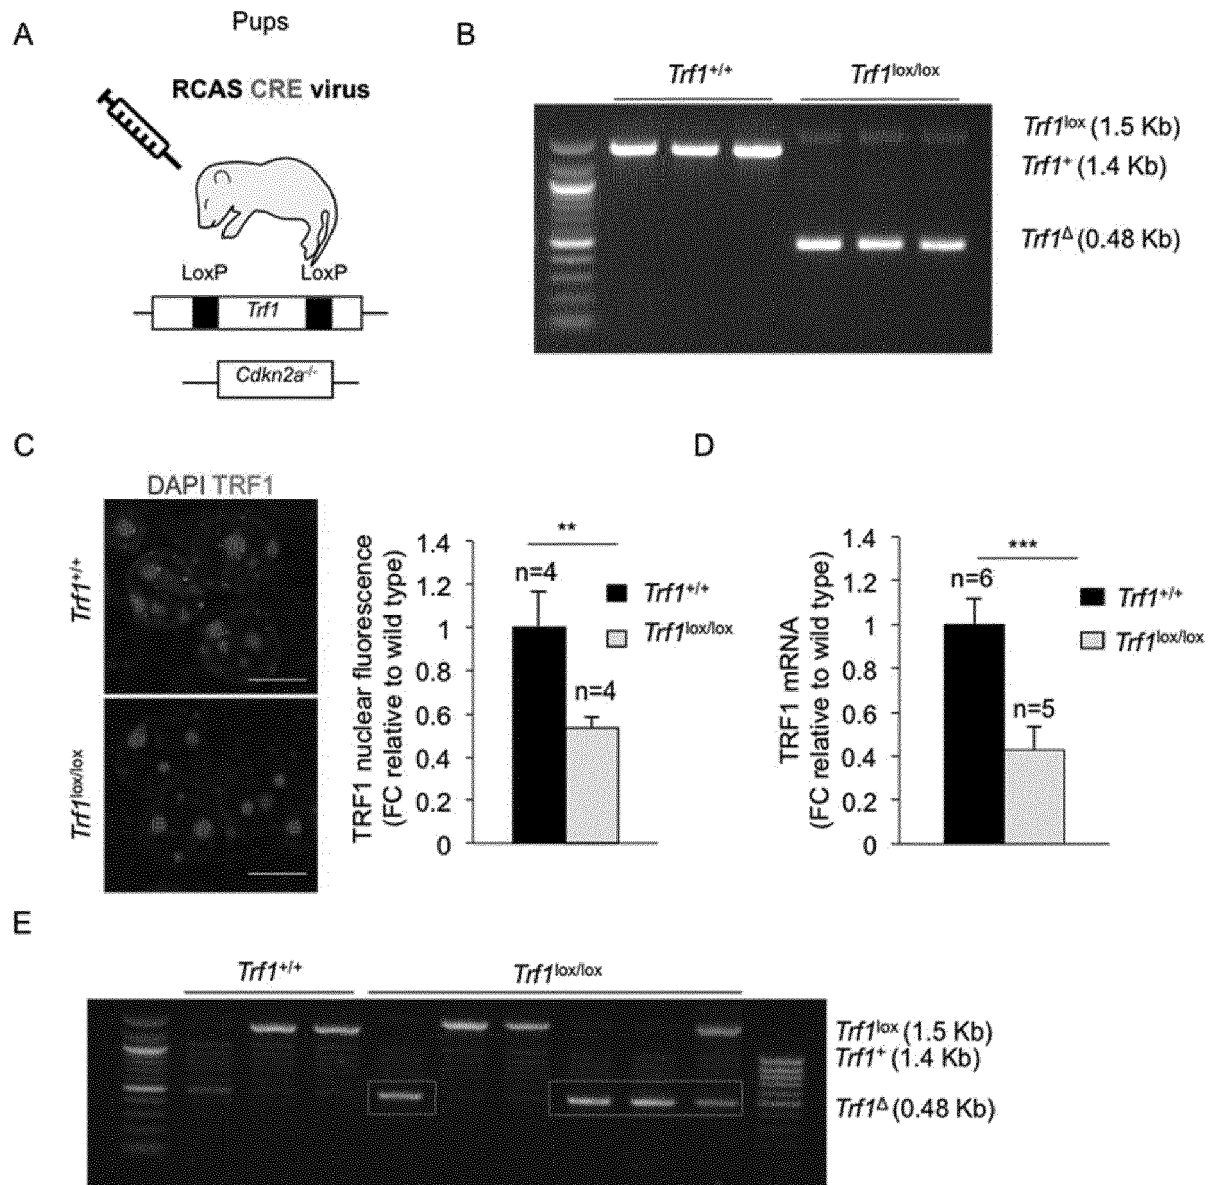 A
Pups
RCAS CRE virus
LoxP LoxP
Trf1
Cdkn2a-/-
B
Trf1+/+ Trf1lox/lox
Trf1lox (1.5 Kb)
Trf1+ (1.4 Kb)
Trf1Δ (0.48 Kb)
C
DAPI TRF1
Trf1+/+
Trf1lox/lox
TRF1 nuclear fluorescence
(FC relative to wild type)
1.4
1.2
1
0.8
0.6
0.4
0.2
0
**
n=4
n=4
Trf1+/+
Trf1lox/lox
D
TRF1 mRNA
(FC relative to wild type)
1.4
1.2
1
0.8
0.6
0.4
0.2
0
***
n=6
n=5
Trf1+/+
Trf1lox/lox
E
Trf1+/+ Trf1lox/lox
Trf1lox (1.5 Kb)
Trf1+ (1.4 Kb)
Trf1Δ (0.48 Kb)